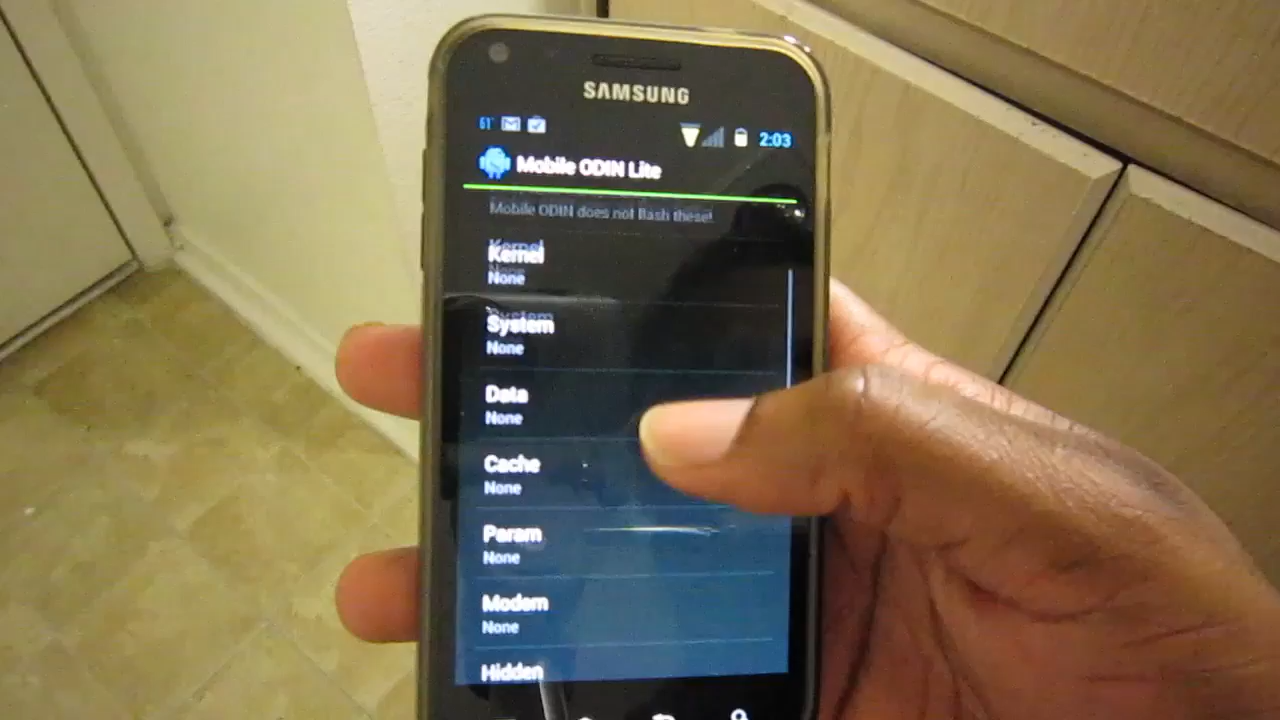 SAMSUNG
61°
2:03
Mobile ODIN Lite
Mobile ODIN does not flash these!
Kernel
None
System
None
Data
None
Cache
None
Param
None
Modem
None
Hidden